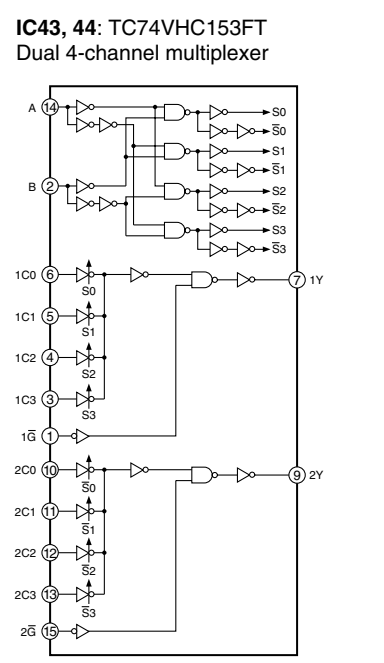 IC43, 44: TC74VHC153FT
Dual 4-channel multiplexer
A 14
S0
S̅0
S1
S̅1
B 2
S2
S̅2
S3
S̅3
1C0 6
S0
7 1Y
1C1 5
S1
1C2 4
S2
1C3 3
S3
1G̅ 1
2C0 10
S̅0
9 2Y
2C1 11
S̅1
2C2 12
S̅2
2C3 13
S̅3
2G̅ 15